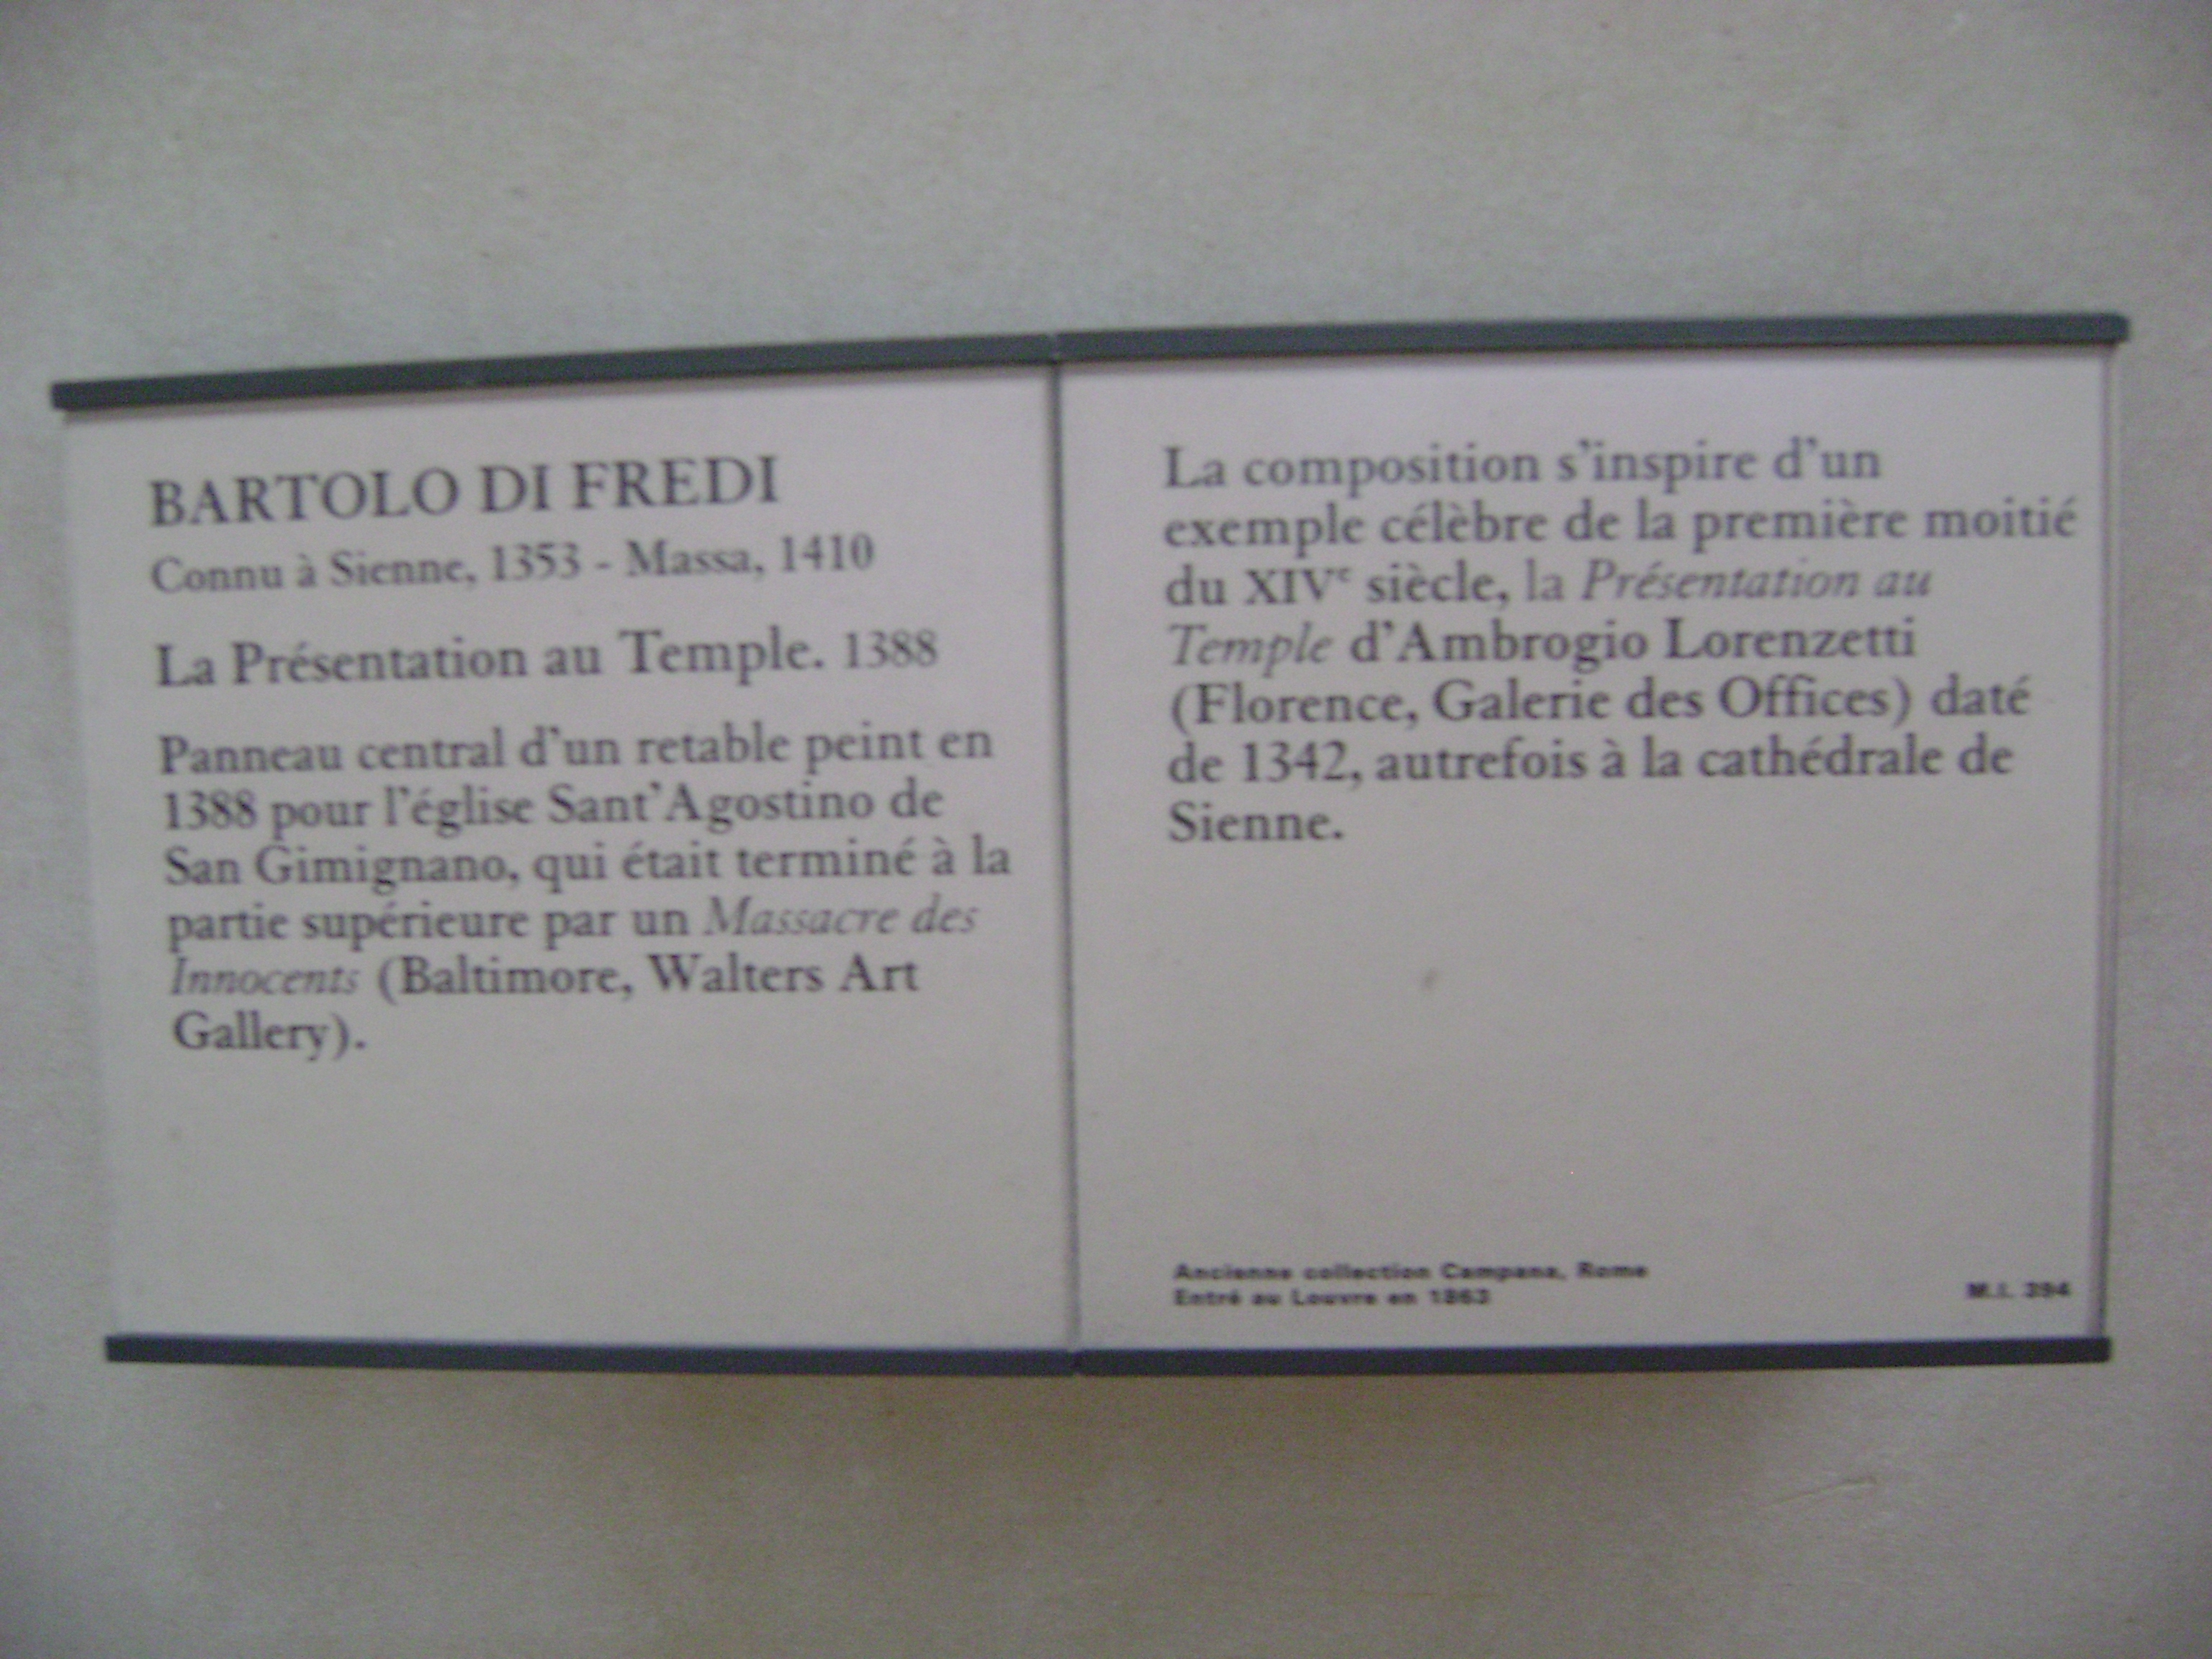 BARTOLO DI FREDI
Connu à Sienne, 1353 - Massa, 1410
La Présentation au Temple. 1388
Panneau central d'un retable peint en
1388 pour l'église Sant'Agostino de
San Gimignano, qui était terminé à la
partie supérieure par un Massacre des
Innocents (Baltimore, Walters Art
Gallery).
La composition s'inspire d'un
exemple célèbre de la première moitié
du XIVe siècle, la Présentation au
Temple d'Ambrogio Lorenzetti
(Florence, Galerie des Offices) daté
de 1342, autrefois à la cathédrale de
Sienne.
Ancienne collection Campana, Rome
Entré au Louvre en 1863
M.I. 394